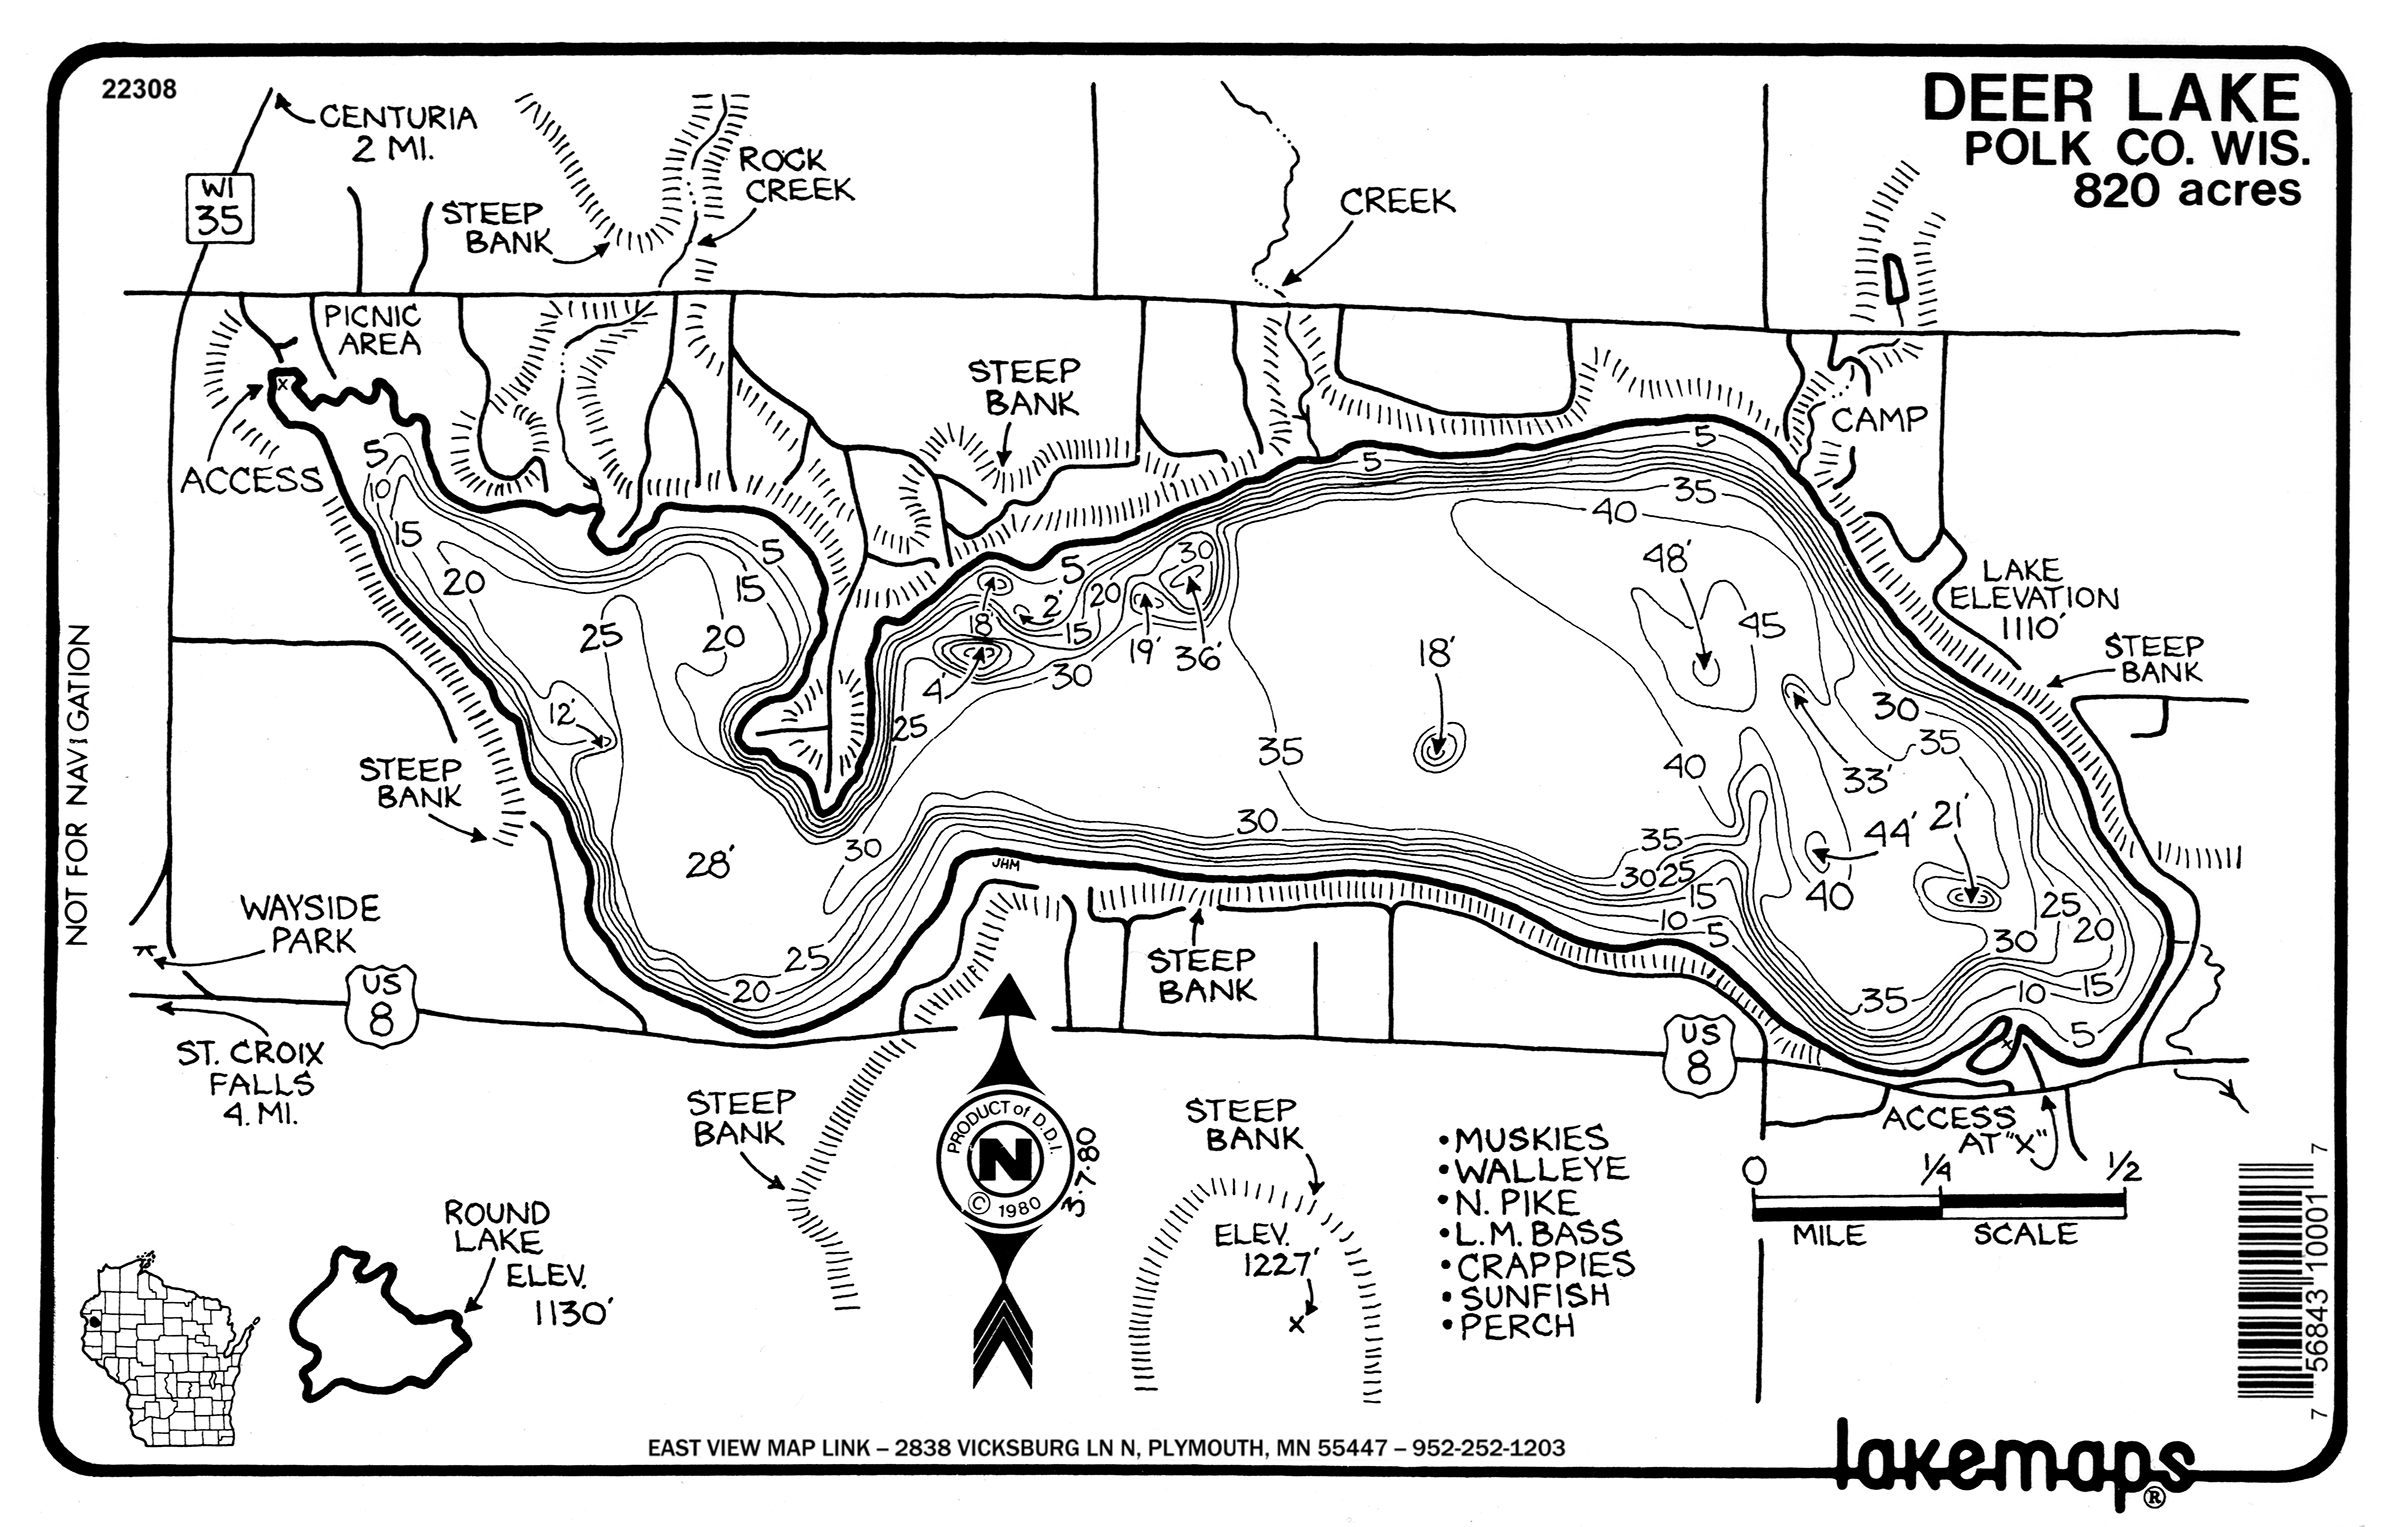 22308
DEER LAKE
POLK CO. WIS.
820 acres
CENTURIA
2 MI.
WI
35
STEEP
BANK
ROCK
CREEK
CREEK
PICNIC
AREA
ACCESS
STEEP
BANK
CAMP
LAKE
ELEVATION
1110'
STEEP
BANK
5
10
15
20
25
12'
28'
5
15
20
25
20
30
25
5
2'
18'
4'
15
20
30
19'
36'
30
5
5
35
40
48'
45
18'
35
30
40
33'
30
35
44'
40
21'
35
30 25
15
10
5
25
20
30
15
10
35
5
JHM
NOT FOR NAVIGATION
STEEP
BANK
WAYSIDE
PARK
US
8
ST. CROIX
FALLS
4. MI.
STEEP
BANK
US
8
ACCESS
AT "X"
STEEP
BANK
PRODUCT of D.D.I.
N
© 1980
3.7.80
STEEP
BANK
ELEV.
1227'
X
• MUSKIES
• WALLEYE
• N. PIKE
• L.M. BASS
• CRAPPIES
• SUNFISH
• PERCH
0 1/4 1/2
MILE SCALE
ROUND
LAKE
ELEV.
1130'
7 56843 10001 7
EAST VIEW MAP LINK – 2838 VICKSBURG LN N, PLYMOUTH, MN 55447 – 952-252-1203
lakemaps®